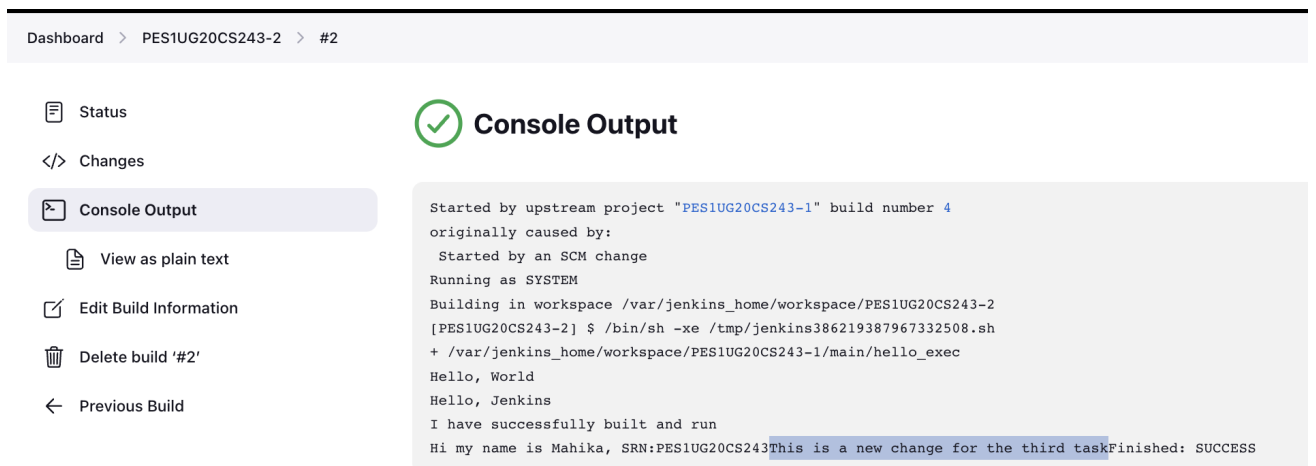 Dashboard > PES1UG20CS243-2 > #2
Status
Changes
Console Output
View as plain text
Edit Build Information
Delete build ‘#2’
Previous Build
Console Output
Started by upstream project "PES1UG20CS243-1" build number 4
originally caused by:
Started by an SCM change
Running as SYSTEM
Building in workspace /var/jenkins_home/workspace/PES1UG20CS243-2
[PES1UG20CS243-2] $ /bin/sh -xe /tmp/jenkins386219387967332508.sh
+ /var/jenkins_home/workspace/PES1UG20CS243-1/main/hello_exec
Hello, World
Hello, Jenkins
I have successfully built and run
Hi my name is Mahika, SRN:PES1UG20CS243This is a new change for the third taskFinished: SUCCESS